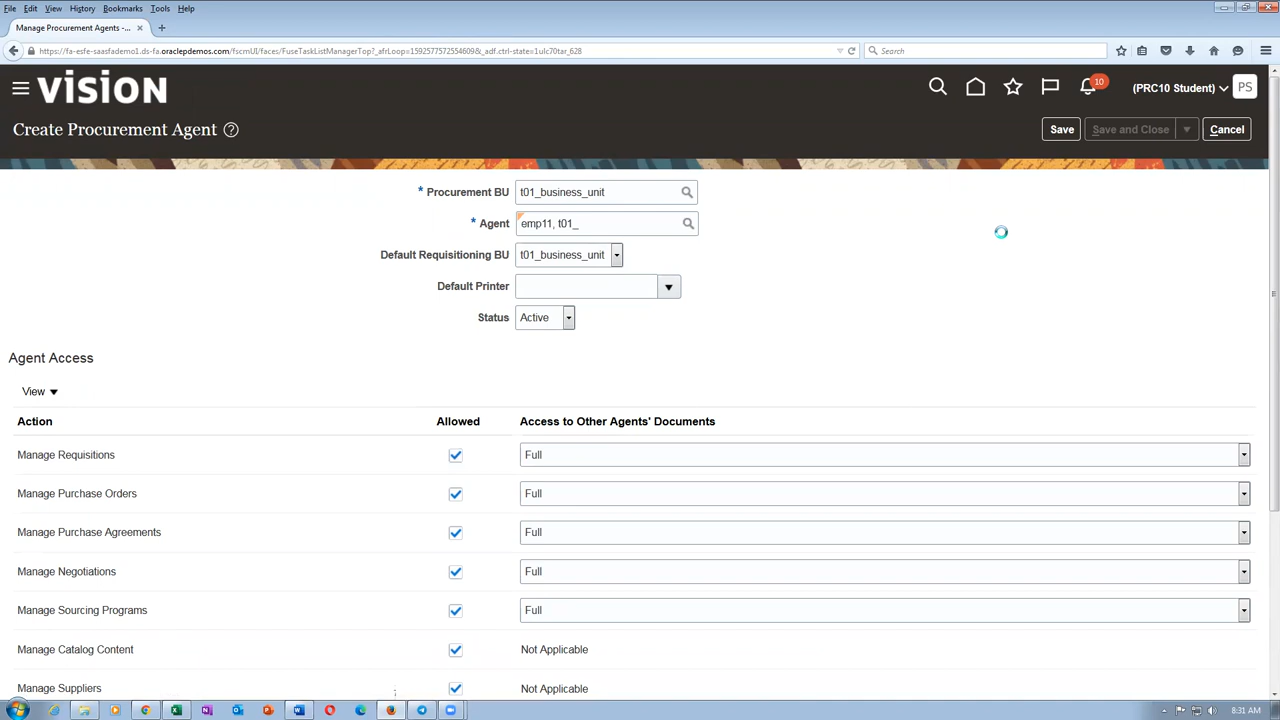 File Edit View History Bookmarks Tools Help
Manage Procurement Agents -... × +
https://fa-esfe-saasfademo1.ds-fa.oraclepdemos.com/fscmUI/faces/FuseTaskListManagerTop?_afrLoop=1592577572554609&_adf.ctrl-state=1ulc70tar_628 Search
VISION 10 (PRC10 Student) PS
Create Procurement Agent ? Save Save and Close Cancel
* Procurement BU t01_business_unit
* Agent emp11, t01_
Default Requisitioning BU t01_business_unit
Default Printer
Status Active
Agent Access
View
Action Allowed Access to Other Agents' Documents
Manage Requisitions Full
Manage Purchase Orders Full
Manage Purchase Agreements Full
Manage Negotiations Full
Manage Sourcing Programs Full
Manage Catalog Content Not Applicable
Manage Suppliers Not Applicable
8:31 AM